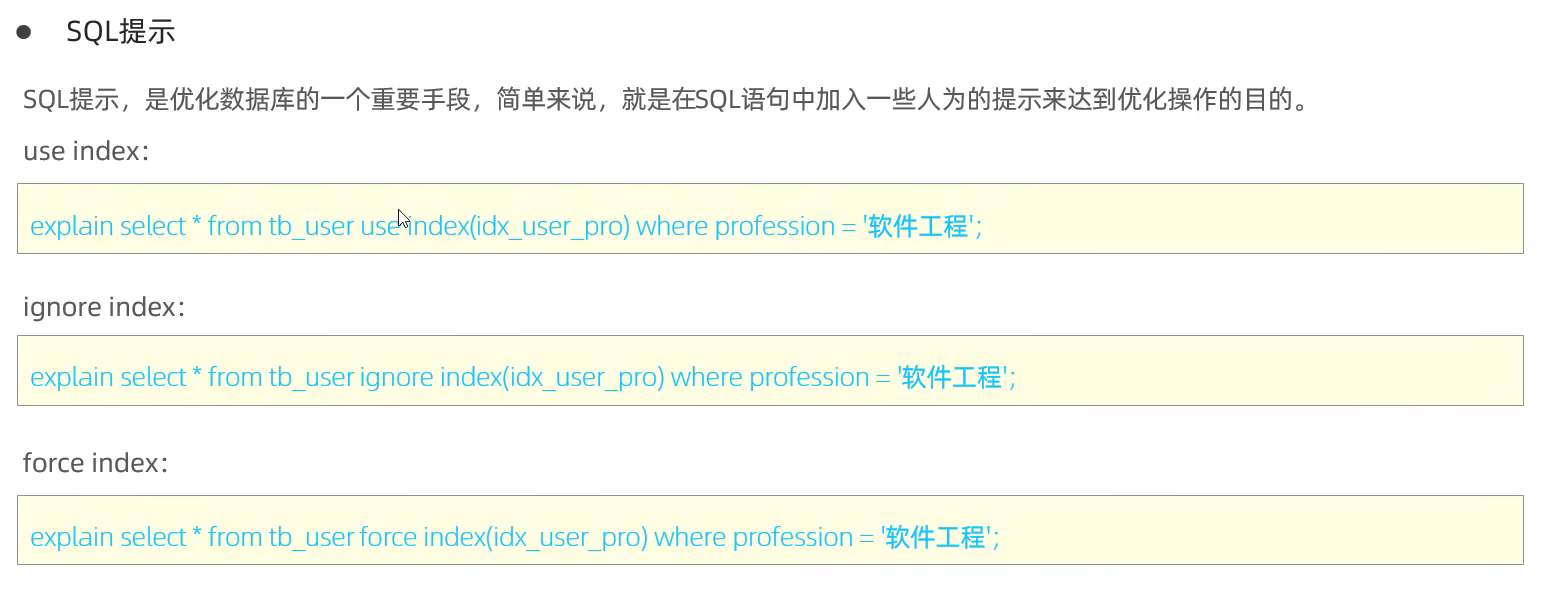 SQL提示
SQL提示，是优化数据库的一个重要手段，简单来说，就是在SQL语句中加入一些人为的提示来达到优化操作的目的。
use index：
explain select * from tb_user use index(idx_user_pro) where profession = '软件工程';
ignore index：
explain select * from tb_user ignore index(idx_user_pro) where profession = '软件工程';
force index：
explain select * from tb_user force index(idx_user_pro) where profession = '软件工程';